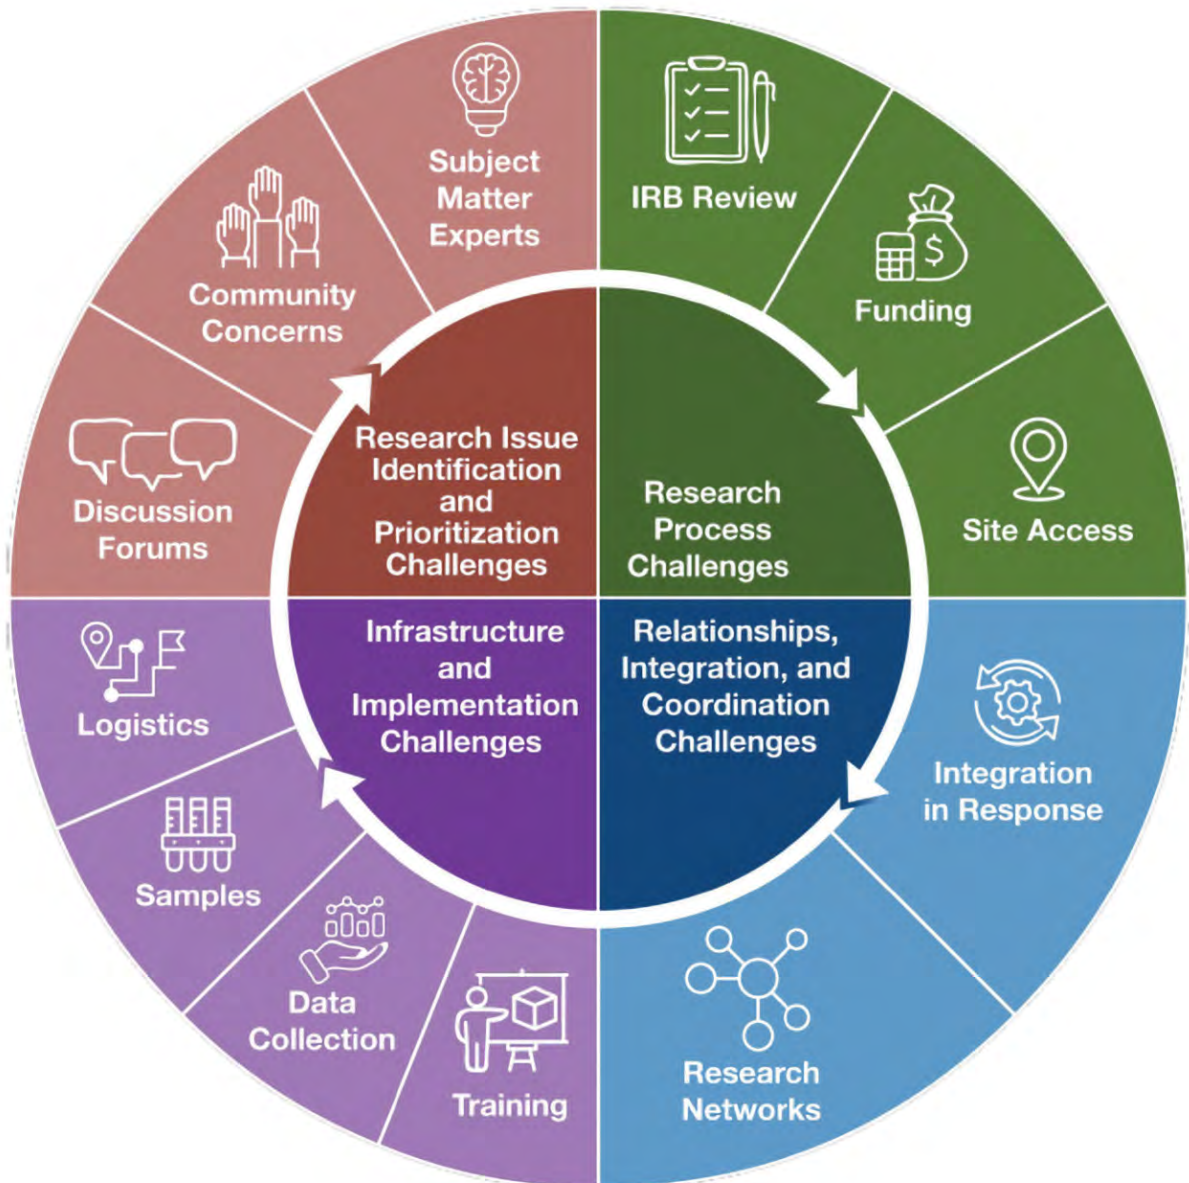 Subject
Matter
Experts
IRB Review
Community
Concerns
Funding
Discussion
Forums
Site Access
Research Issue
Identification
and
Prioritization
Challenges
Research
Process
Challenges
Infrastructure
and
Implementation
Challenges
Relationships,
Integration, and
Coordination
Challenges
Logistics
Integration
in Response
Samples
Data
Collection
Training
Research
Networks